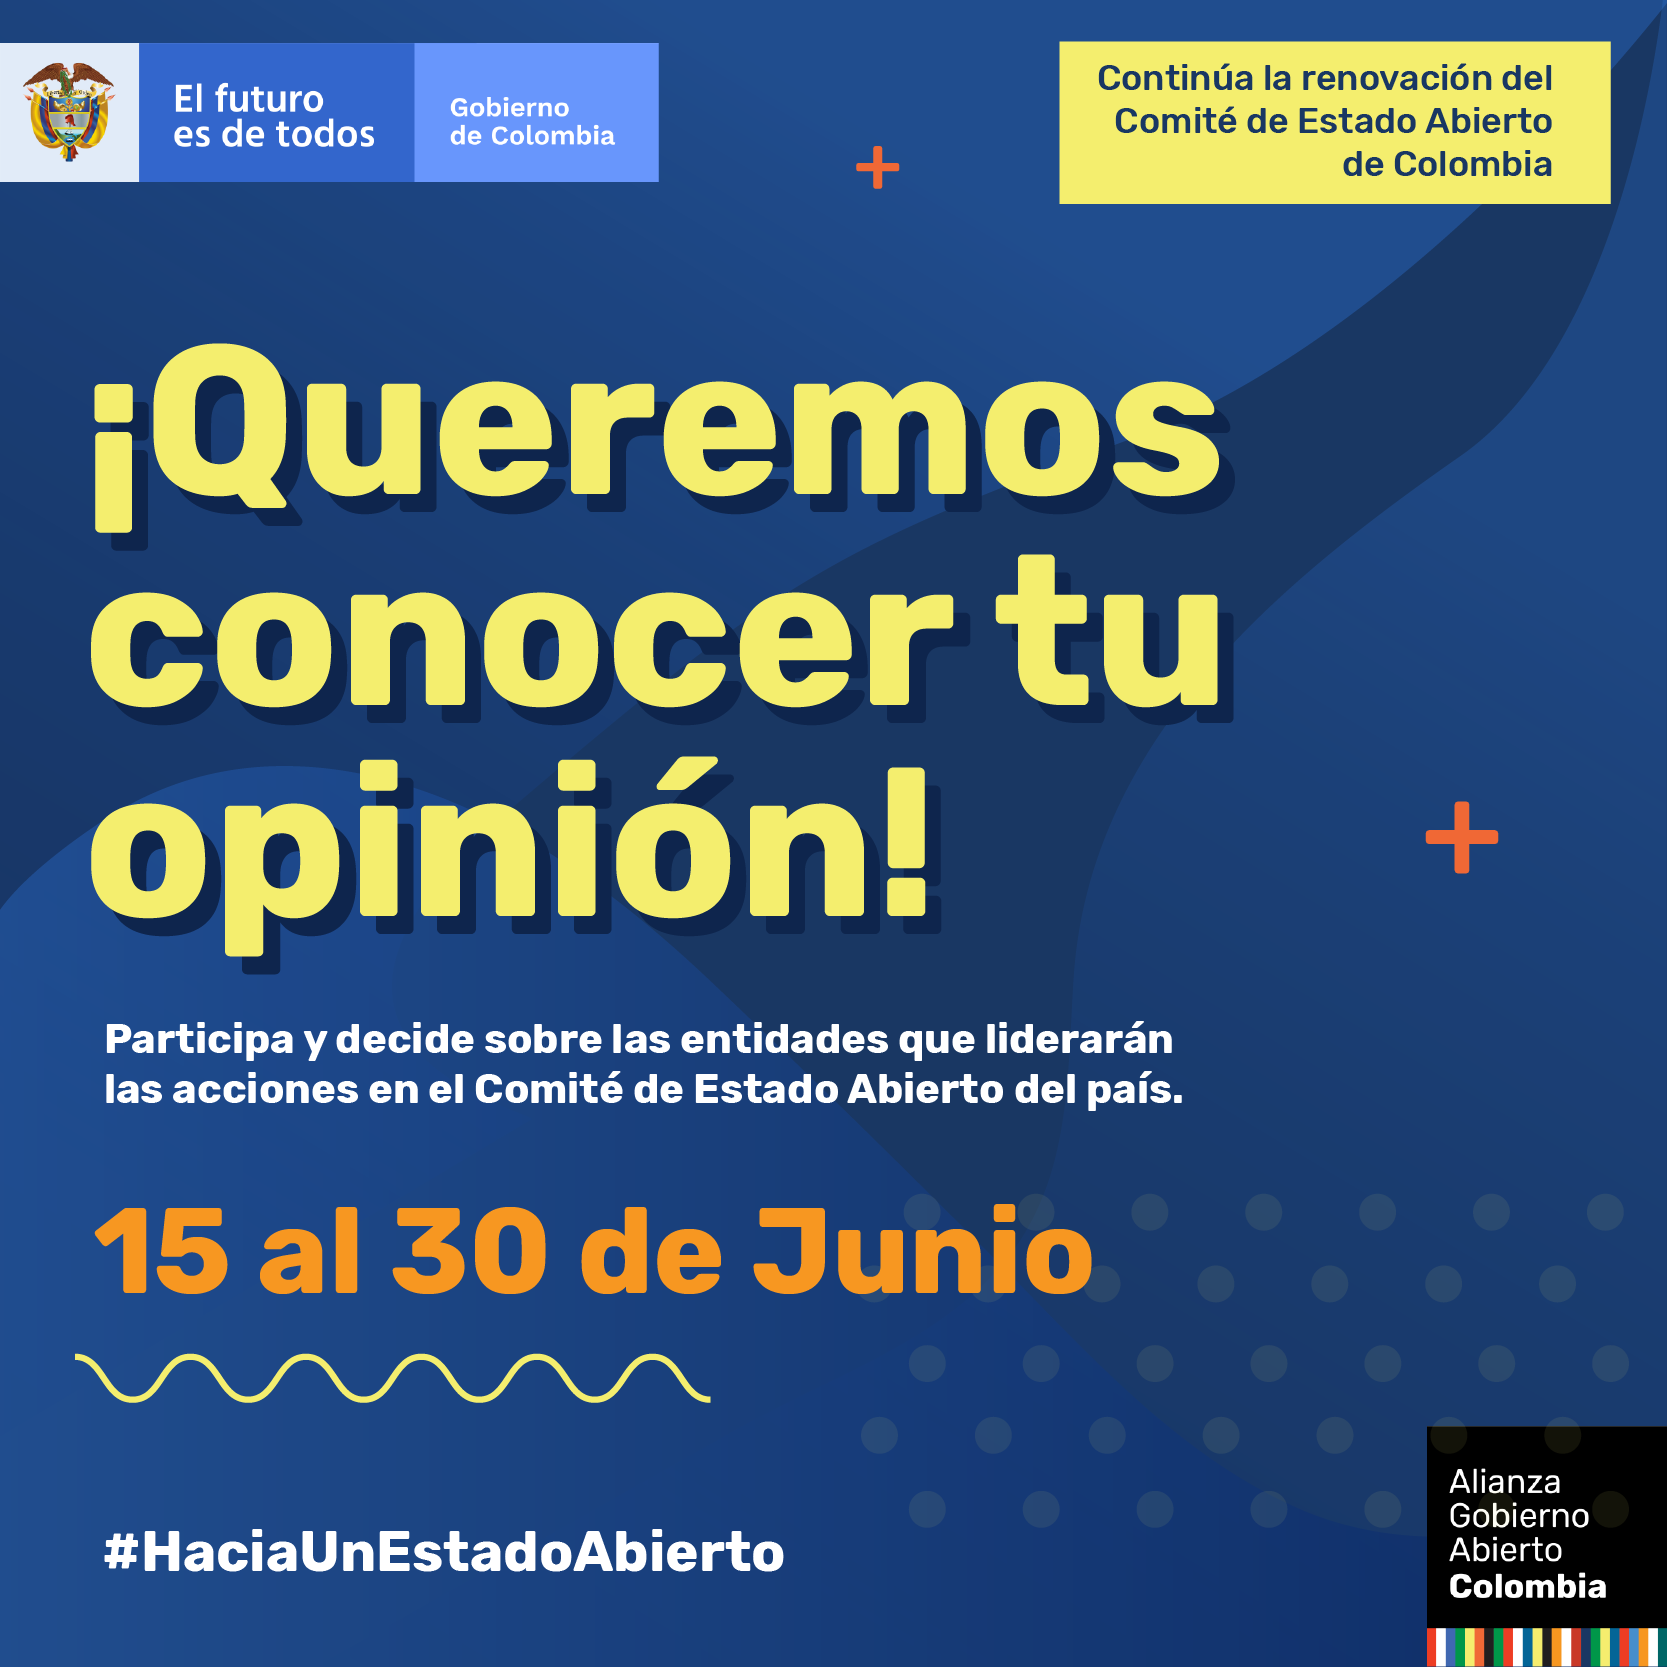 El futuro
es de todos
Gobierno
de Colombia
Continúa la renovación del
Comité de Estado Abierto
de Colombia
¡Queremos
conocer tu
opinión!
Participa y decide sobre las entidades que liderarán
las acciones en el Comité de Estado Abierto del país.
15 al 30 de Junio
#HaciaUnEstadoAbierto
Alianza
Gobierno
Abierto
Colombia